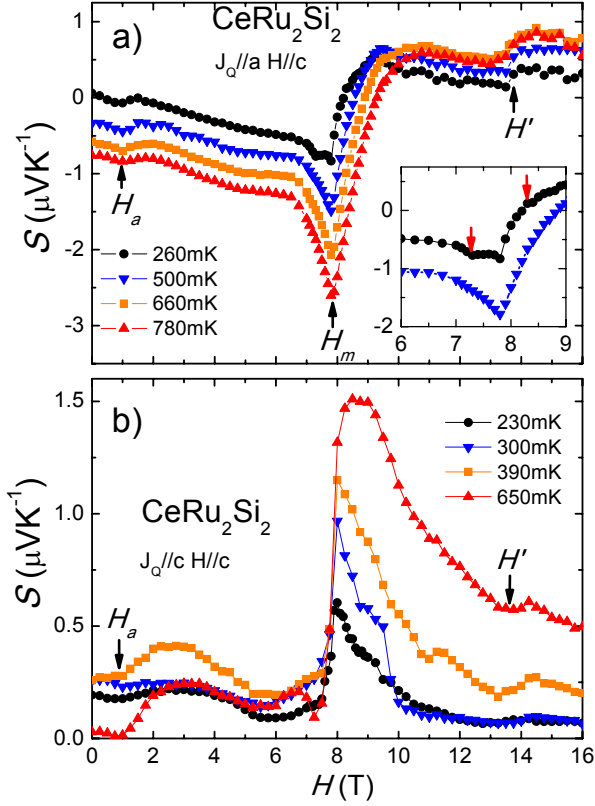 a)
CeRu2Si2
JQ//a H//c
S (μVK⁻¹)
0
-1
-2
-3
Ha
Hm
H'
260mK
500mK
660mK
780mK
0
-1
-2
6 7 8 9
b)
CeRu2Si2
JQ//c H//c
S (μVK⁻¹)
1.5
1.0
0.5
0.0
Ha
H'
230mK
300mK
390mK
650mK
0 2 4 6 8 10 12 14 16
H (T)